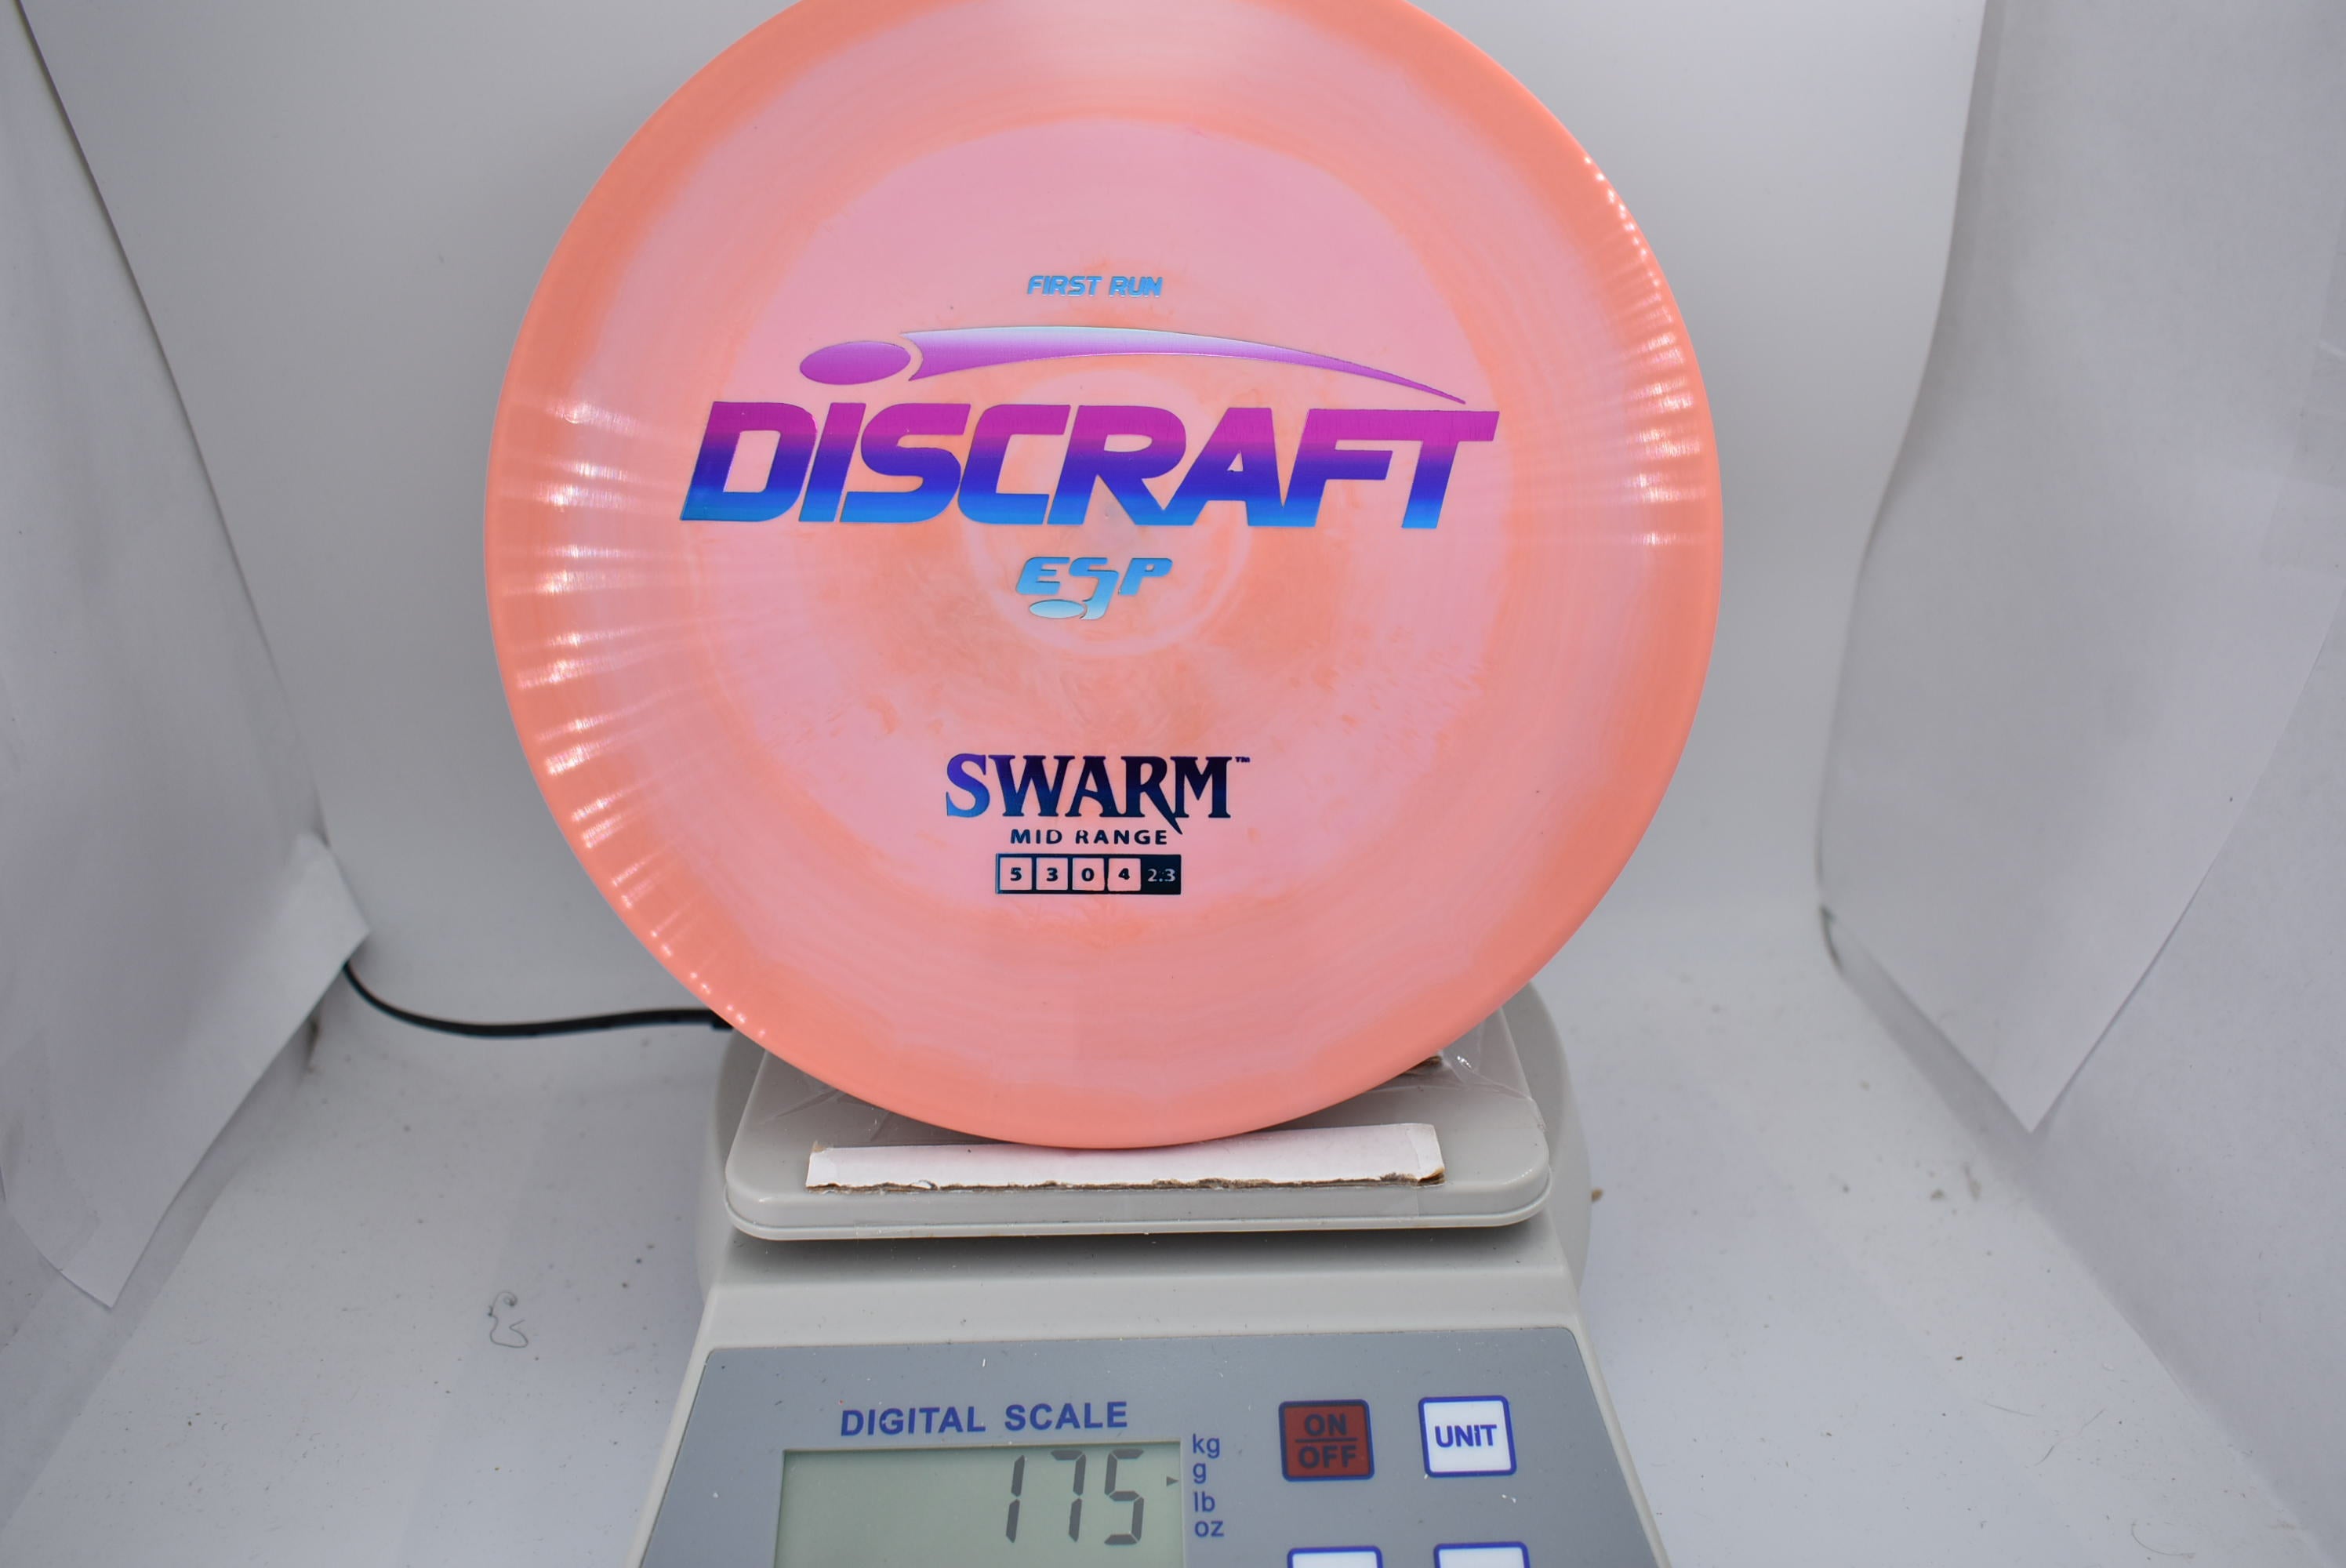 FIRST RUN
DISCRAFT
ESP
SWARM™
MID RANGE
5 3 0 4 2.3
DIGITAL SCALE
175
kg
g
lb
oz
ON
OFF
UNIT